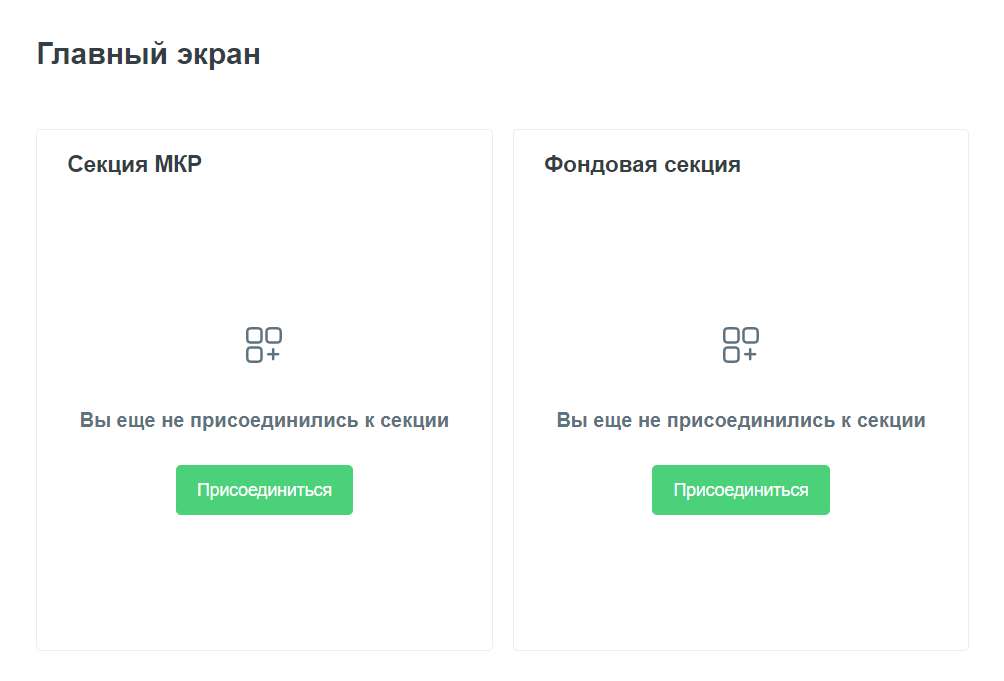 Главный экран
Секция МКР
Вы еще не присоединились к секции
Присоединиться
Фондовая секция
Вы еще не присоединились к секции
Присоединиться